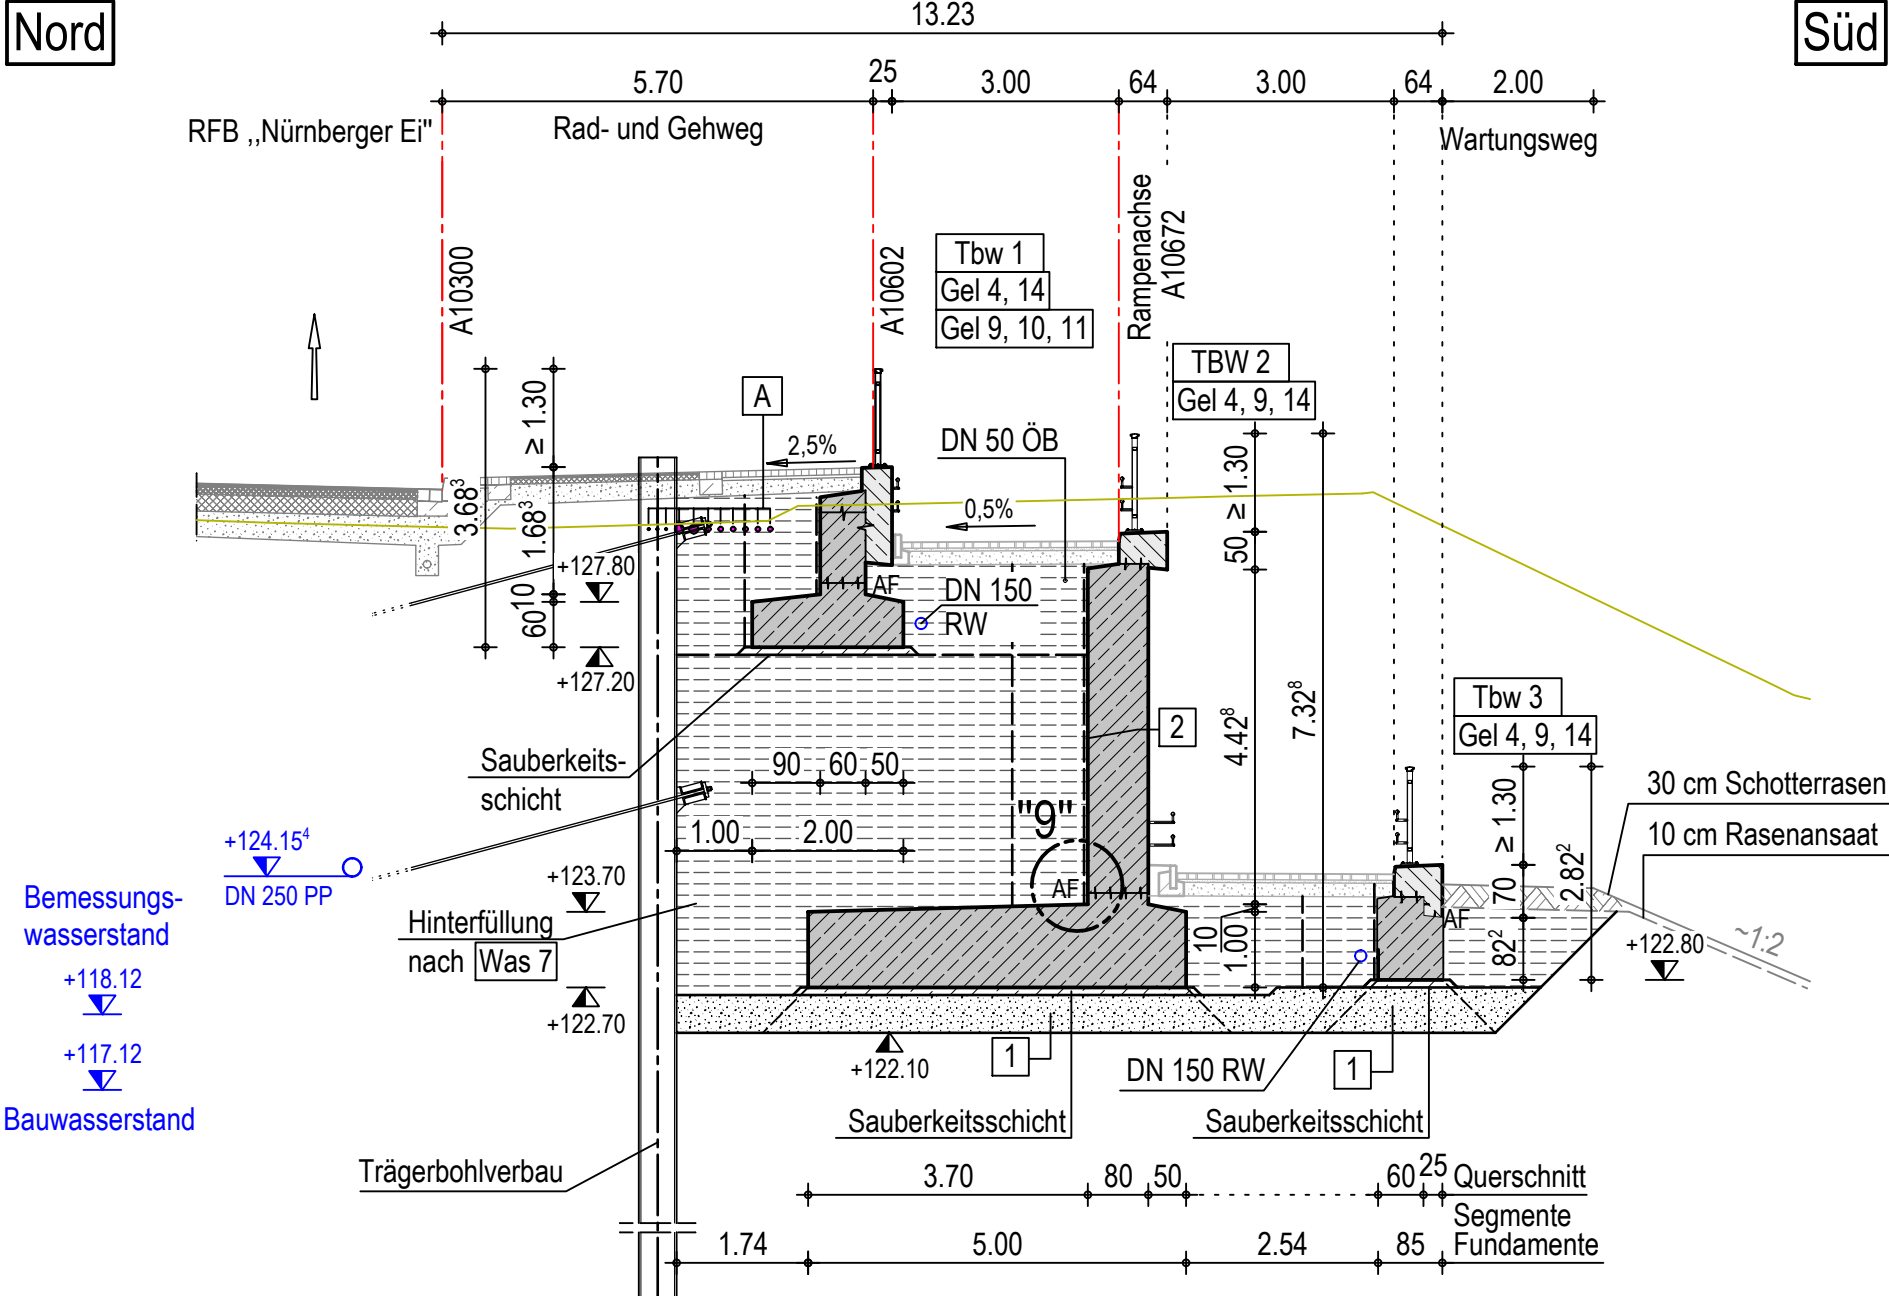 Nord
13.23
Süd
5.70
25
3.00
64
3.00
64
2.00
RFB ,,Nürnberger Ei"
Rad- und Gehweg
Wartungsweg
A10300
A10602
Rampenachse
A10672
Tbw 1
Gel 4, 14
Gel 9, 10, 11
TBW 2
Gel 4, 9, 14
A
2,5%
DN 50 ÖB
0,5%
≥ 1.30
3.68³
1.68³
10
60
+127.80
+127.20
AF
DN 150
RW
50
≥ 1.30
4.42⁸
7.32⁸
10
1.00
2
Tbw 3
Gel 4, 9, 14
≥ 1.30
70
82²
2.82²
30 cm Schotterrasen
10 cm Rasenansaat
Sauberkeits-
schicht
90
60
50
1.00
2.00
"9"
AF
AF
+124.15⁴
DN 250 PP
+123.70
Bemessungs-
wasserstand
+118.12
+117.12
Bauwasserstand
Hinterfüllung
nach Was 7
+122.70
+122.80
~1:2
+122.10
1
DN 150 RW
1
Sauberkeitsschicht
Sauberkeitsschicht
Trägerbohlverbau
3.70
80
50
60
25
Querschnitt
Segmente
Fundamente
1.74
5.00
2.54
85